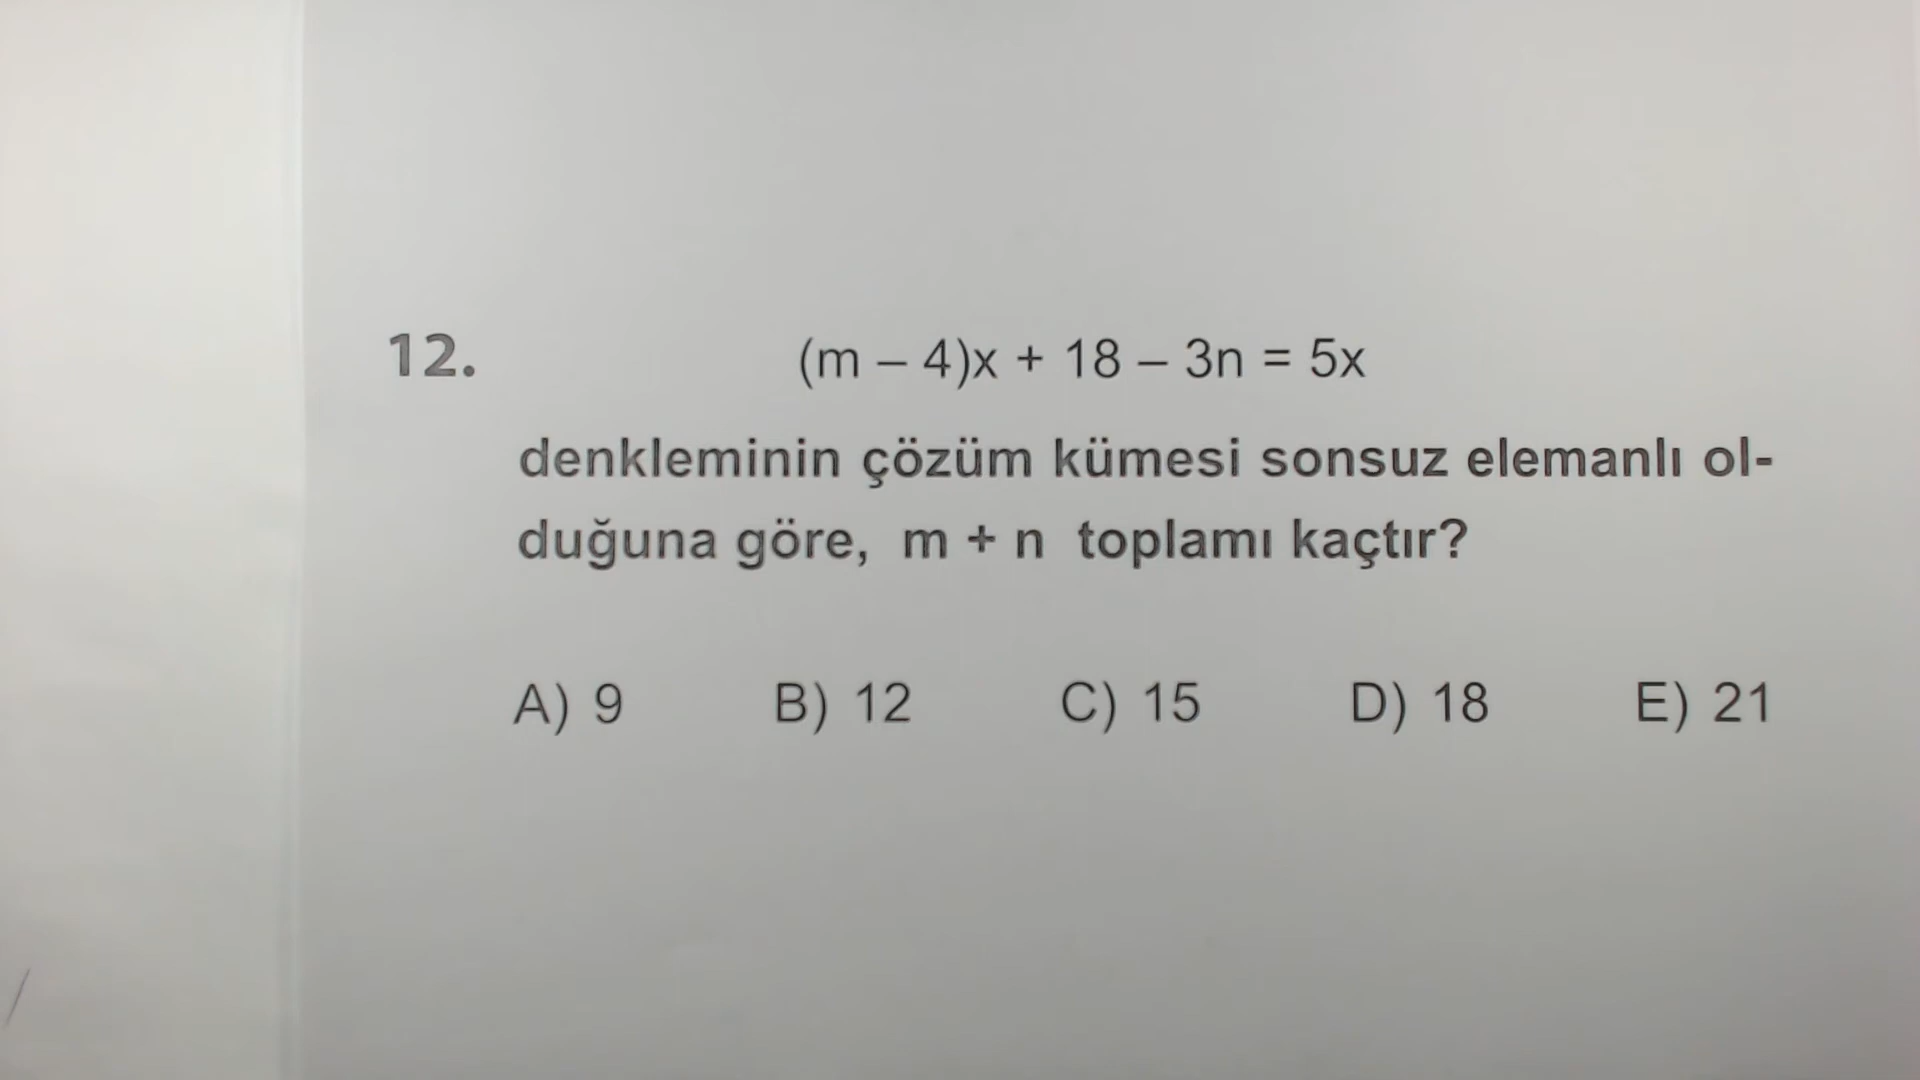 12. (m – 4)x + 18 – 3n = 5x
denkleminin çözüm kümesi sonsuz elemanlı ol-
duğuna göre, m + n toplamı kaçtır?
A) 9 B) 12 C) 15 D) 18 E) 21